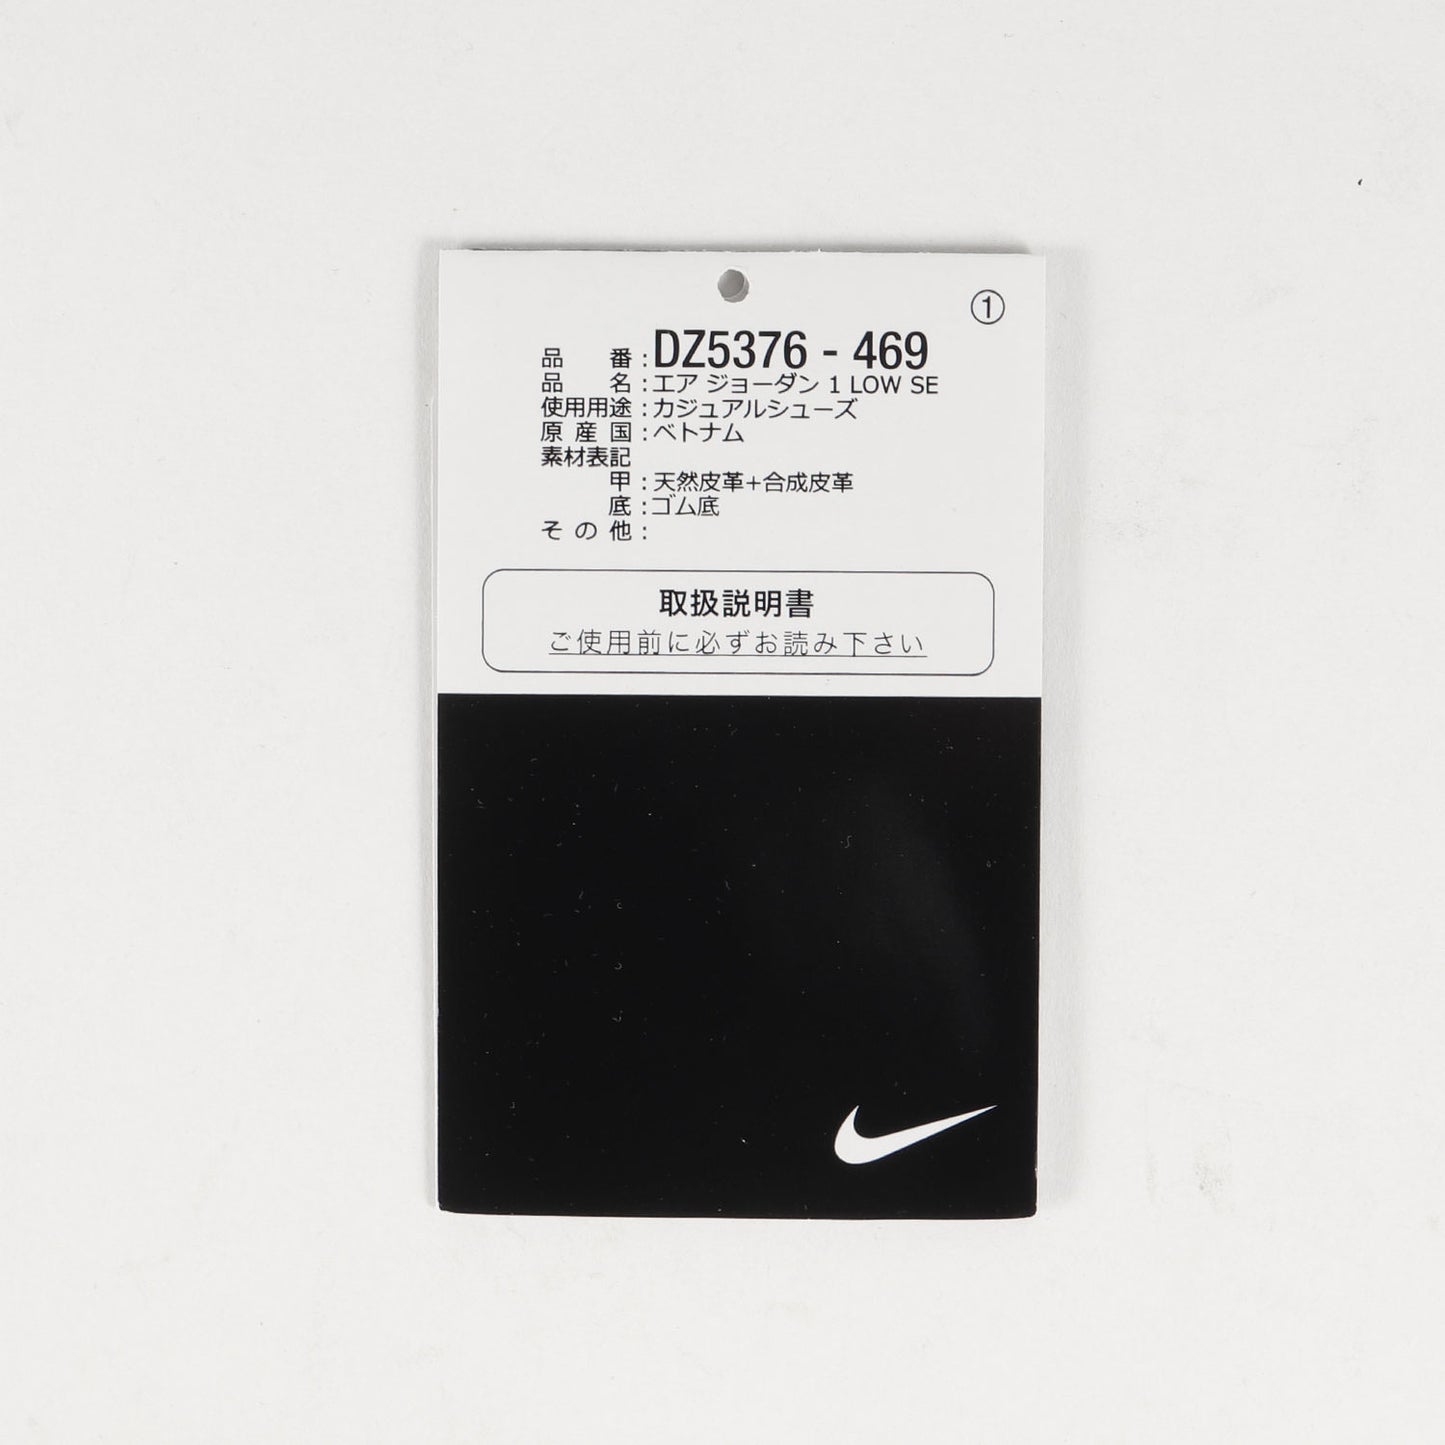 ①
品番:DZ5376 - 469
品名:エア ジョーダン 1 LOW SE
使用用途:カジュアルシューズ
原産国:ベトナム
素材表記
甲:天然皮革+合成皮革
底:ゴム底
その他:
取扱説明書
ご使用前に必ずお読み下さい